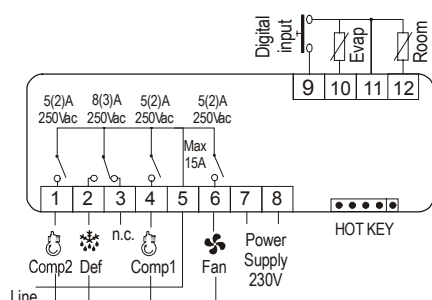 Digital
input
Evap
Room
9 10 11 12
5(2)A
250Vac
8(3)A
250Vac
5(2)A
250Vac
5(2)A
250Vac
Max
15A
1 2 3 4 5 6 7 8
HOT KEY
n.c.
Comp2 Def Comp1 Fan
Power
Supply
230V
Line